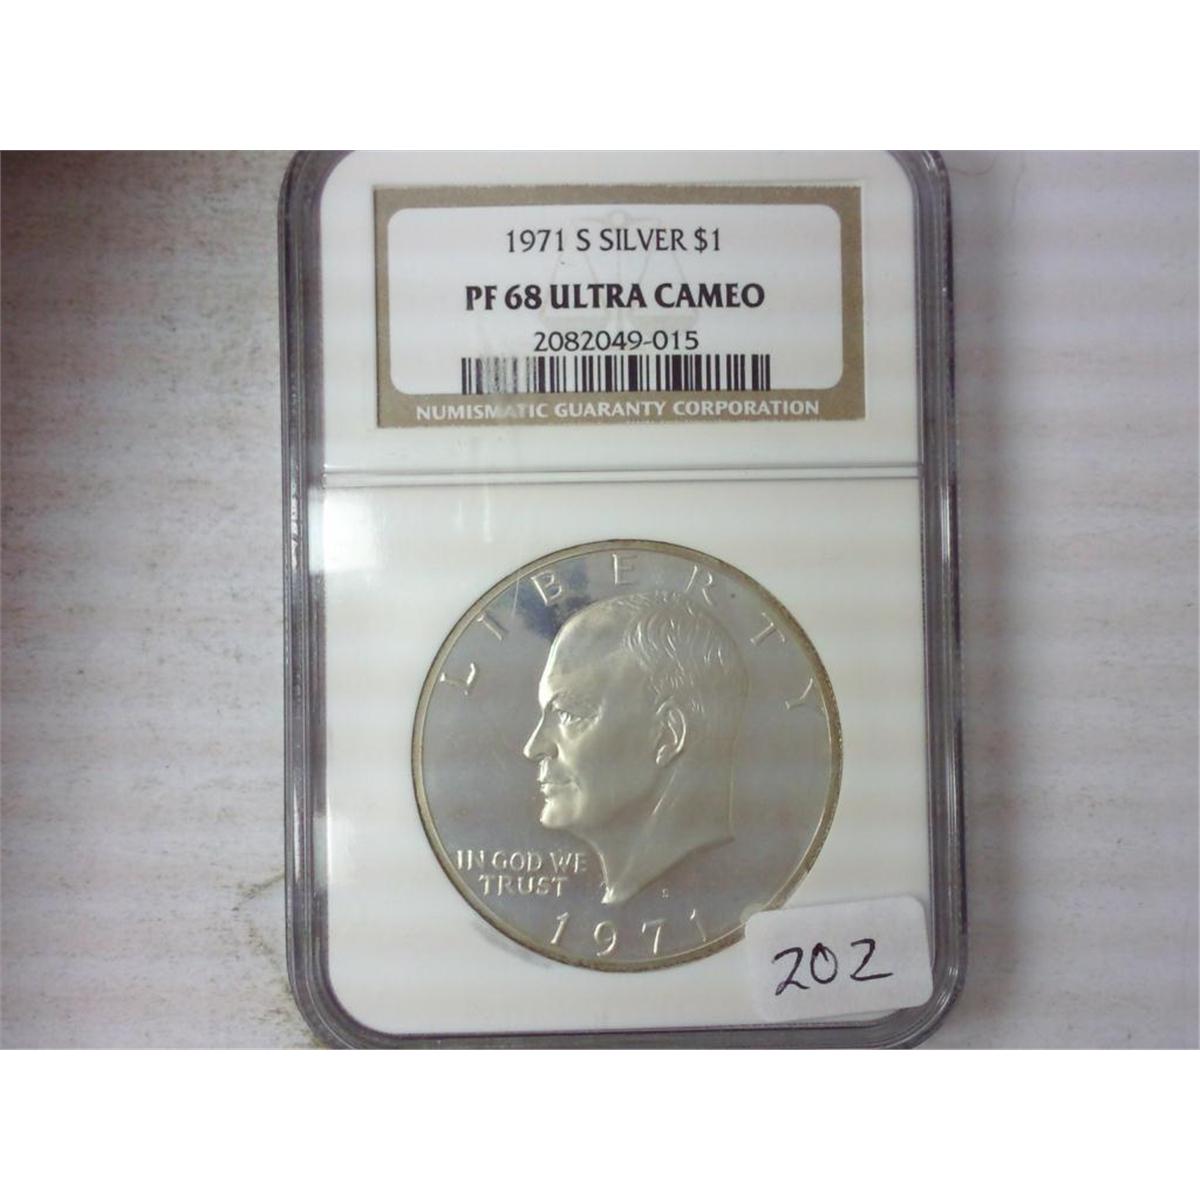 1971 S SILVER $1
PF 68 ULTRA CAMEO
2082049-015
NUMISMATIC GUARANTY CORPORATION
LIBERTY
IN GOD WE
TRUST
S
1971
202